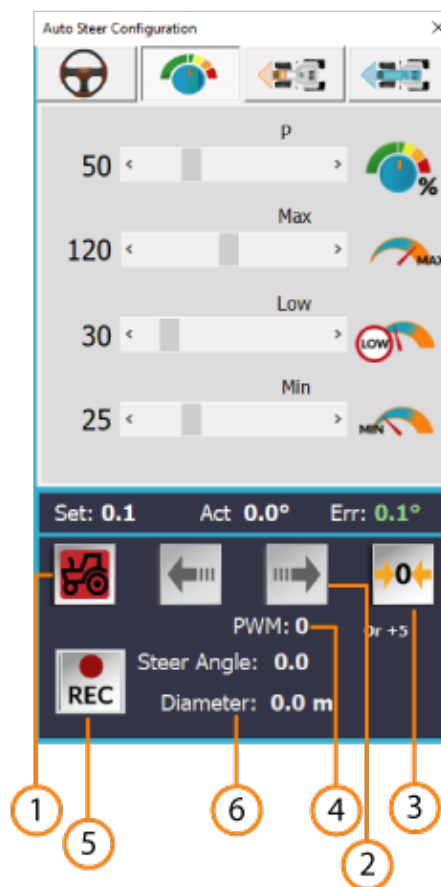 Auto Steer Configuration
P
50
%
Max
120
MAX
Low
30
LOW
Min
25
MIN
Set: 0.1 Act 0.0° Err: 0.1°
0
PWM: 0 Or +5
Steer Angle: 0.0
REC
Diameter: 0.0 m
1 5 6 4 2 3